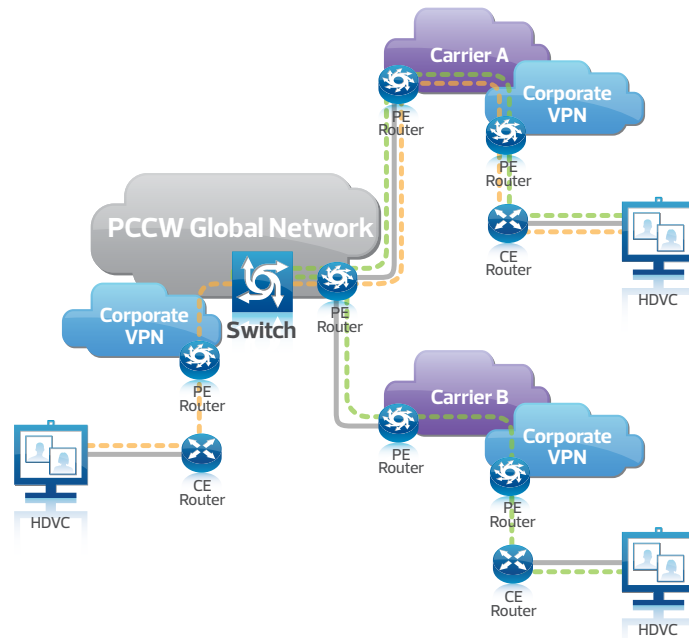 Carrier A
Corporate
VPN
PE
Router
PE
Router
PCCW Global Network
CE
Router
HDVC
Switch
PE
Router
Corporate
VPN
PE
Router
Carrier B
Corporate
VPN
PE
Router
CE
Router
HDVC
PE
Router
CE
Router
HDVC